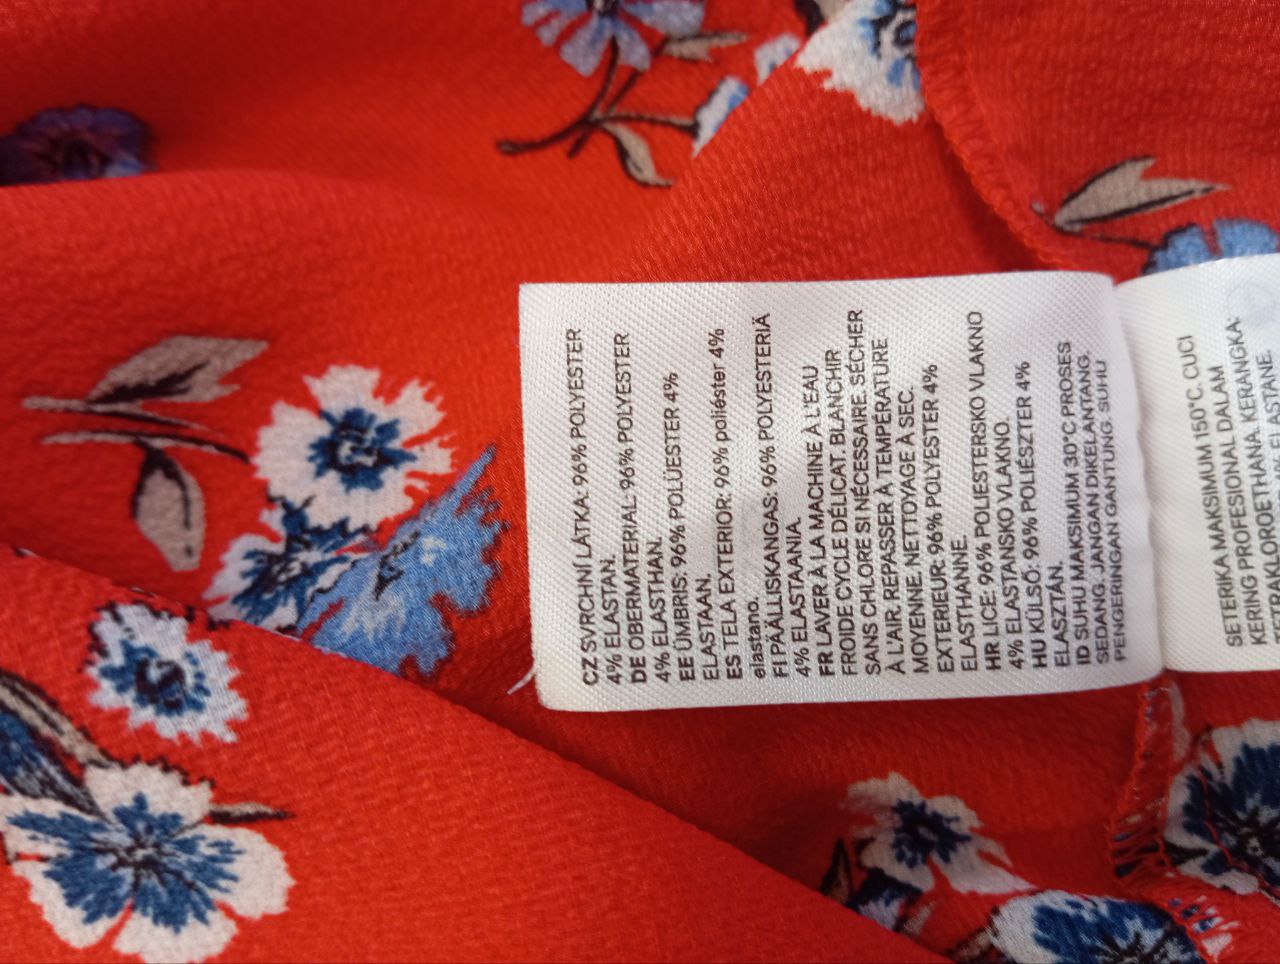 CZ SVRCHNÍ LÁTKA: 96% POLYESTER
4% ELASTAN.
DE OBERMATERIAL: 96% POLYESTER
4% ELASTHAN.
EE ÜMBRIS: 96% POLÜESTER 4%
ELASTAAN.
ES TELA EXTERIOR: 96% poliéster 4%
elastano.
FI PÄÄLLISKANGAS: 96% POLYESTERIÄ
4% ELASTAANIA.
FR LAVER À LA MACHINE À L'EAU
FROIDE CYCLE DÉLICAT. BLANCHIR
SANS CHLORE SI NÉCESSAIRE. SÉCHER
À L'AIR. REPASSER À TEMPÉRATURE
MOYENNE. NETTOYAGE À SEC.
EXTÉRIEUR: 96% POLYESTER 4%
ELASTHANNE.
HR LICE: 96% POLIESTERSKO VLAKNO
4% ELASTANSKO VLAKNO.
HU KÜLSŐ: 96% POLIÉSZTER 4%
ELASZTÁN.
ID SUHU MAKSIMUM 30°C PROSES
SEDANG. JANGAN DIKELANTANG.
PENGERINGAN GANTUNG. SUHU
SETERIKA MAKSIMUM 150°C. CUCI
KERING PROFESIONAL DALAM
TETRAKLOROETHANA. KERANGKA:
ELASTANE.